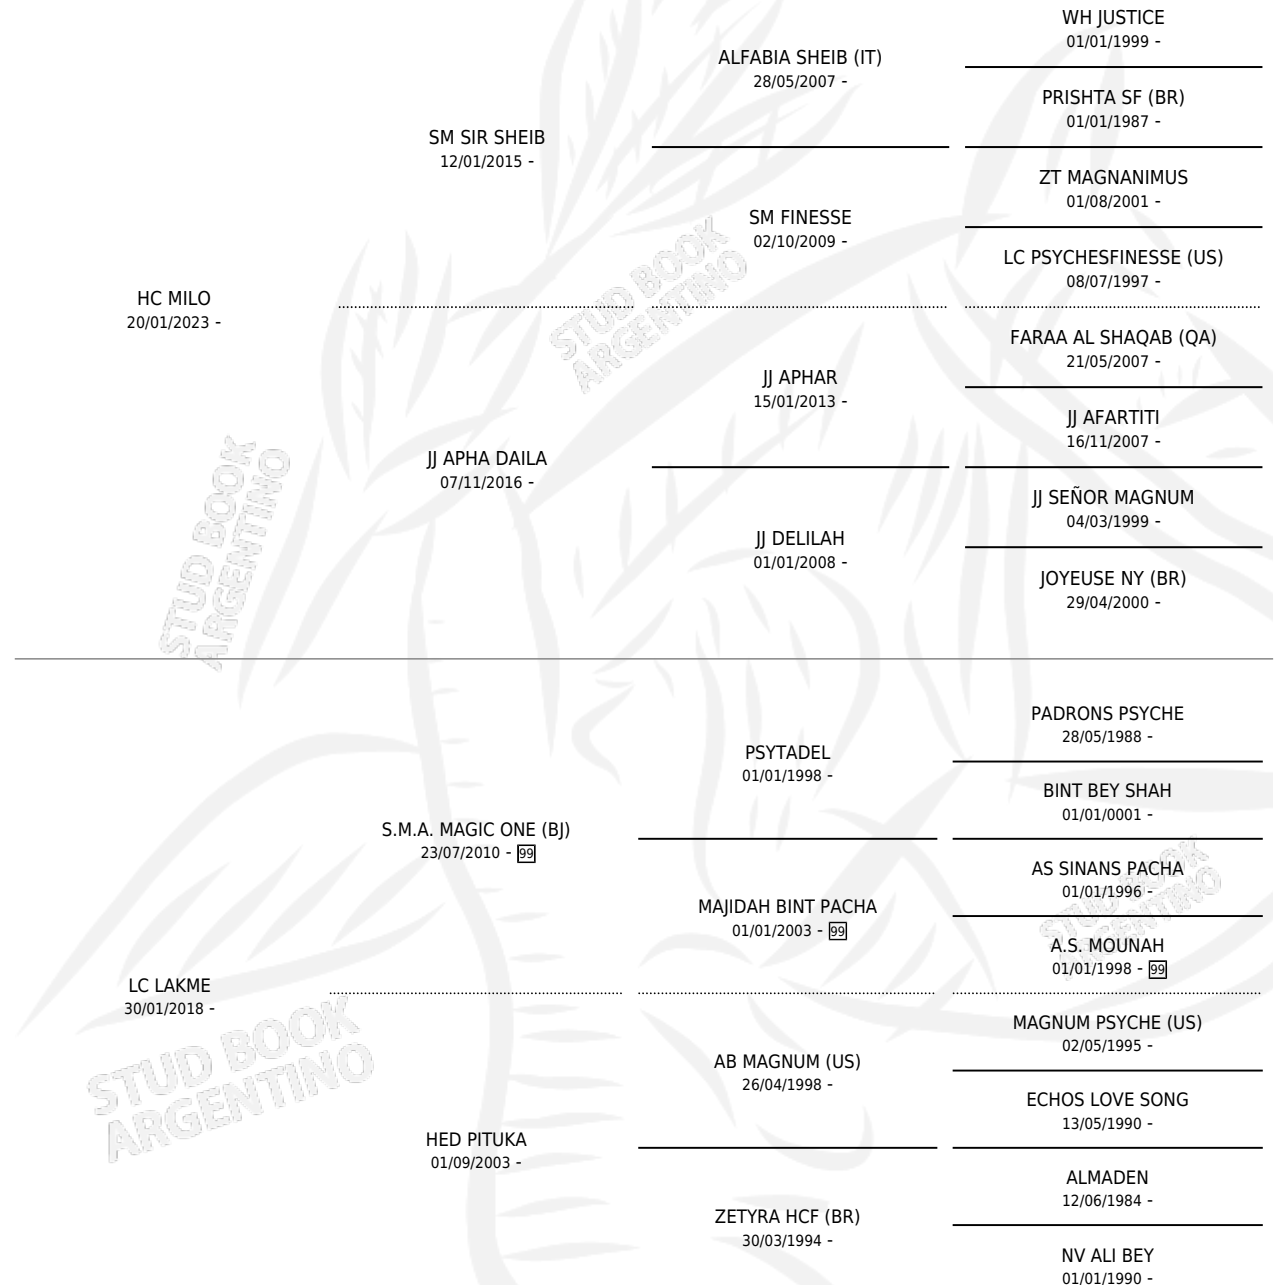 WH JUSTICE
01/01/1999 -
ALFABIA SHEIB (IT)
28/05/2007 -
PRISHTA SF (BR)
01/01/1987 -
SM SIR SHEIB
12/01/2015 -
ZT MAGNANIMUS
01/08/2001 -
SM FINESSE
02/10/2009 -
LC PSYCHESFINESSE (US)
08/07/1997 -
HC MILO
20/01/2023 -
FARAA AL SHAQAB (QA)
21/05/2007 -
JJ APHAR
15/01/2013 -
JJ AFARTITI
16/11/2007 -
JJ APHA DAILA
07/11/2016 -
JJ SEÑOR MAGNUM
04/03/1999 -
JJ DELILAH
01/01/2008 -
JOYEUSE NY (BR)
29/04/2000 -
STUD BOOK
ARGENTINO
STUD BOOK
ARGENTINO
PADRONS PSYCHE
28/05/1988 -
PSYTADEL
01/01/1998 -
BINT BEY SHAH
01/01/0001 -
S.M.A. MAGIC ONE (BJ)
23/07/2010 - 99
AS SINANS PACHA
01/01/1996 -
MAJIDAH BINT PACHA
01/01/2003 - 99
A.S. MOUNAH
01/01/1998 - 99
LC LAKME
30/01/2018 -
MAGNUM PSYCHE (US)
02/05/1995 -
AB MAGNUM (US)
26/04/1998 -
ECHOS LOVE SONG
13/05/1990 -
HED PITUKA
01/09/2003 -
ALMADEN
12/06/1984 -
ZETYRA HCF (BR)
30/03/1994 -
NV ALI BEY
01/01/1990 -
STUD BOOK
ARGENTINO
STUD BOOK
ARGENTINO